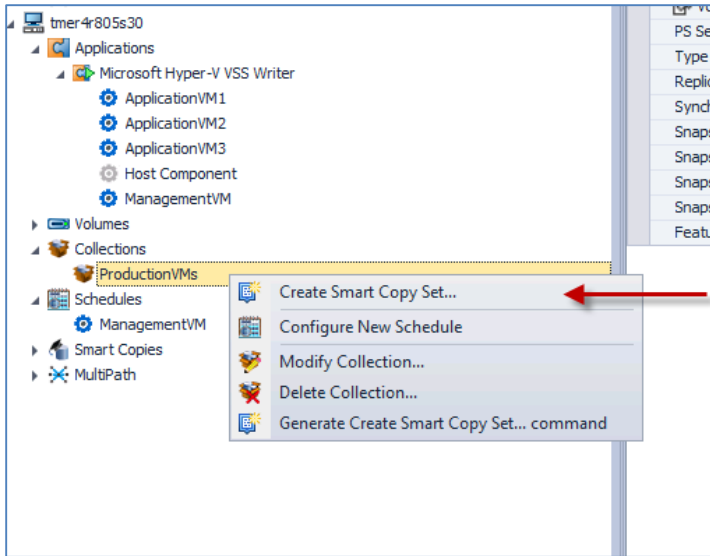 tmer4r805s30
Applications
Microsoft Hyper-V VSS Writer
ApplicationVM1
ApplicationVM2
ApplicationVM3
Host Component
ManagementVM
Volumes
Collections
ProductionVMs
Schedules
ManagementVM
Smart Copies
MultiPath
Create Smart Copy Set...
Configure New Schedule
Modify Collection...
Delete Collection...
Generate Create Smart Copy Set... command
PS Se
Type
Replic
Synch
Snaps
Snaps
Snaps
Snaps
Featu